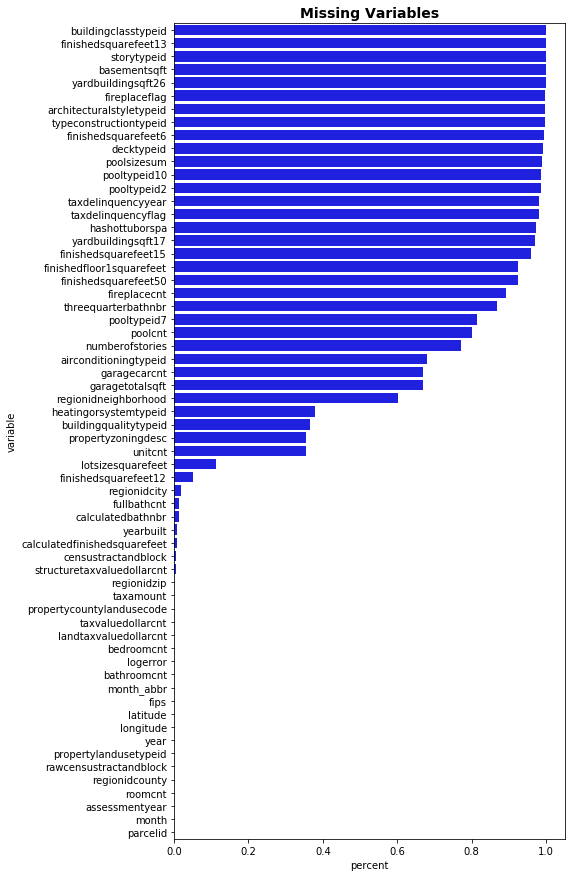 Missing Variables
buildingclasstypeid
finishedsquarefeet13
storytypeid
basementsqft
yardbuildingsqft26
fireplaceflag
architecturalstyletypeid
typeconstructiontypeid
finishedsquarefeet6
decktypeid
poolsizesum
pooltypeid10
pooltypeid2
taxdelinquencyyear
taxdelinquencyflag
hashottuborspa
yardbuildingsqft17
finishedsquarefeet15
finishedfloor1squarefeet
finishedsquarefeet50
fireplacecnt
threequarterbathnbr
pooltypeid7
poolcnt
numberofstories
airconditioningtypeid
garagecarcnt
garagetotalsqft
regionidneighborhood
heatingorsystemtypeid
buildingqualitytypeid
propertyzoningdesc
unitcnt
lotsizesquarefeet
finishedsquarefeet12
regionidcity
fullbathcnt
calculatedbathnbr
yearbuilt
calculatedfinishedsquarefeet
censustractandblock
structuretaxvaluedollarcnt
regionidzip
taxamount
propertycountylandusecode
taxvaluedollarcnt
landtaxvaluedollarcnt
bedroomcnt
logerror
bathroomcnt
month_abbr
fips
latitude
longitude
year
propertylandusetypeid
rawcensustractandblock
regionidcounty
roomcnt
assessmentyear
month
parcelid
variable
0.0 0.2 0.4 0.6 0.8 1.0
percent